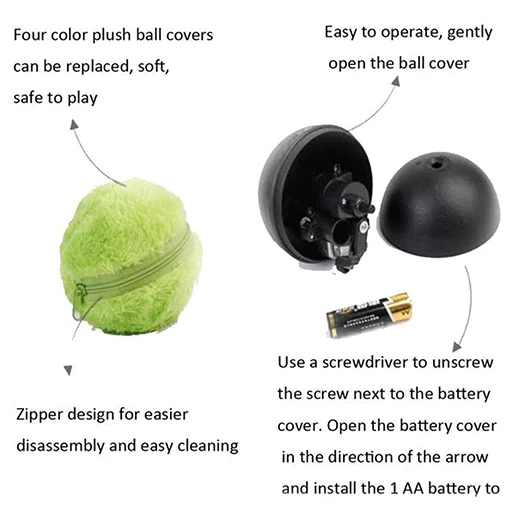 Four color plush ball covers
can be replaced, soft,
safe to play
Easy to operate, gently
open the ball cover
Zipper design for easier
disassembly and easy cleaning
Use a screwdriver to unscrew
the screw next to the battery
cover. Open the battery cover
in the direction of the arrow
and install the 1 AA battery to